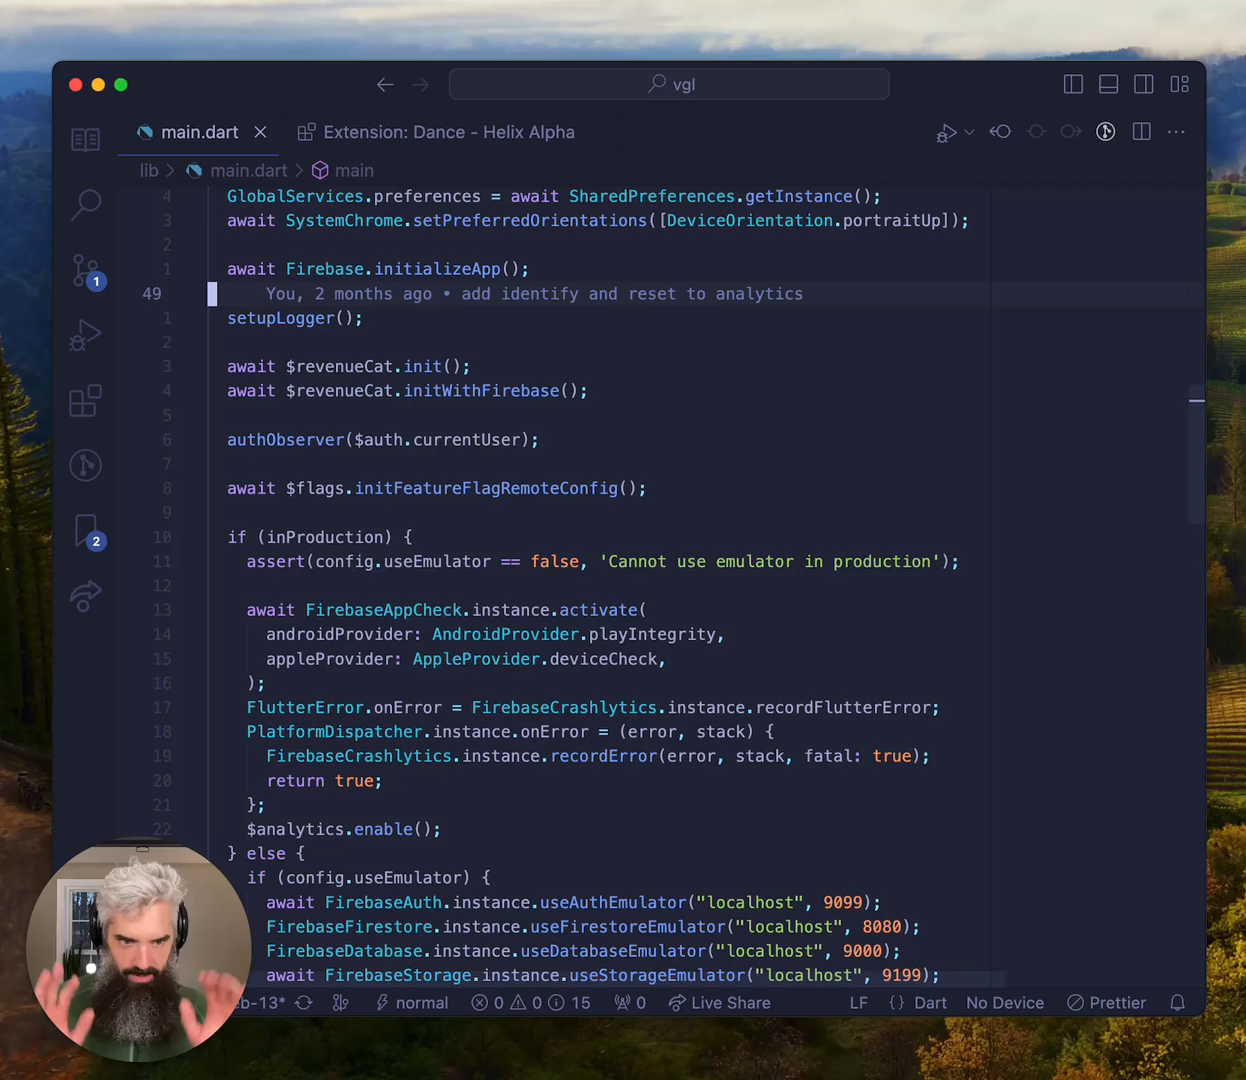 vgl
main.dart
Extension: Dance - Helix Alpha
lib > main.dart > main
4 GlobalServices.preferences = await SharedPreferences.getInstance();
3 await SystemChrome.setPreferredOrientations([DeviceOrientation.portraitUp]);
2
1 await Firebase.initializeApp();
49 You, 2 months ago • add identify and reset to analytics
1 setupLogger();
2
3 await $revenueCat.init();
4 await $revenueCat.initWithFirebase();
5
6 authObserver($auth.currentUser);
7
8 await $flags.initFeatureFlagRemoteConfig();
9
10 if (inProduction) {
11 assert(config.useEmulator == false, 'Cannot use emulator in production');
12
13 await FirebaseAppCheck.instance.activate(
14 androidProvider: AndroidProvider.playIntegrity,
15 appleProvider: AppleProvider.deviceCheck,
16 );
17 FlutterError.onError = FirebaseCrashlytics.instance.recordFlutterError;
18 PlatformDispatcher.instance.onError = (error, stack) {
19 FirebaseCrashlytics.instance.recordError(error, stack, fatal: true);
20 return true;
21 };
22 $analytics.enable();
} else {
if (config.useEmulator) {
await FirebaseAuth.instance.useAuthEmulator("localhost", 9099);
FirebaseFirestore.instance.useFirestoreEmulator("localhost", 8080);
FirebaseDatabase.instance.useDatabaseEmulator("localhost", 9000);
await FirebaseStorage.instance.useStorageEmulator("localhost", 9199);
1
2
eb-13* normal 0 0 15 0 Live Share LF {} Dart No Device Prettier